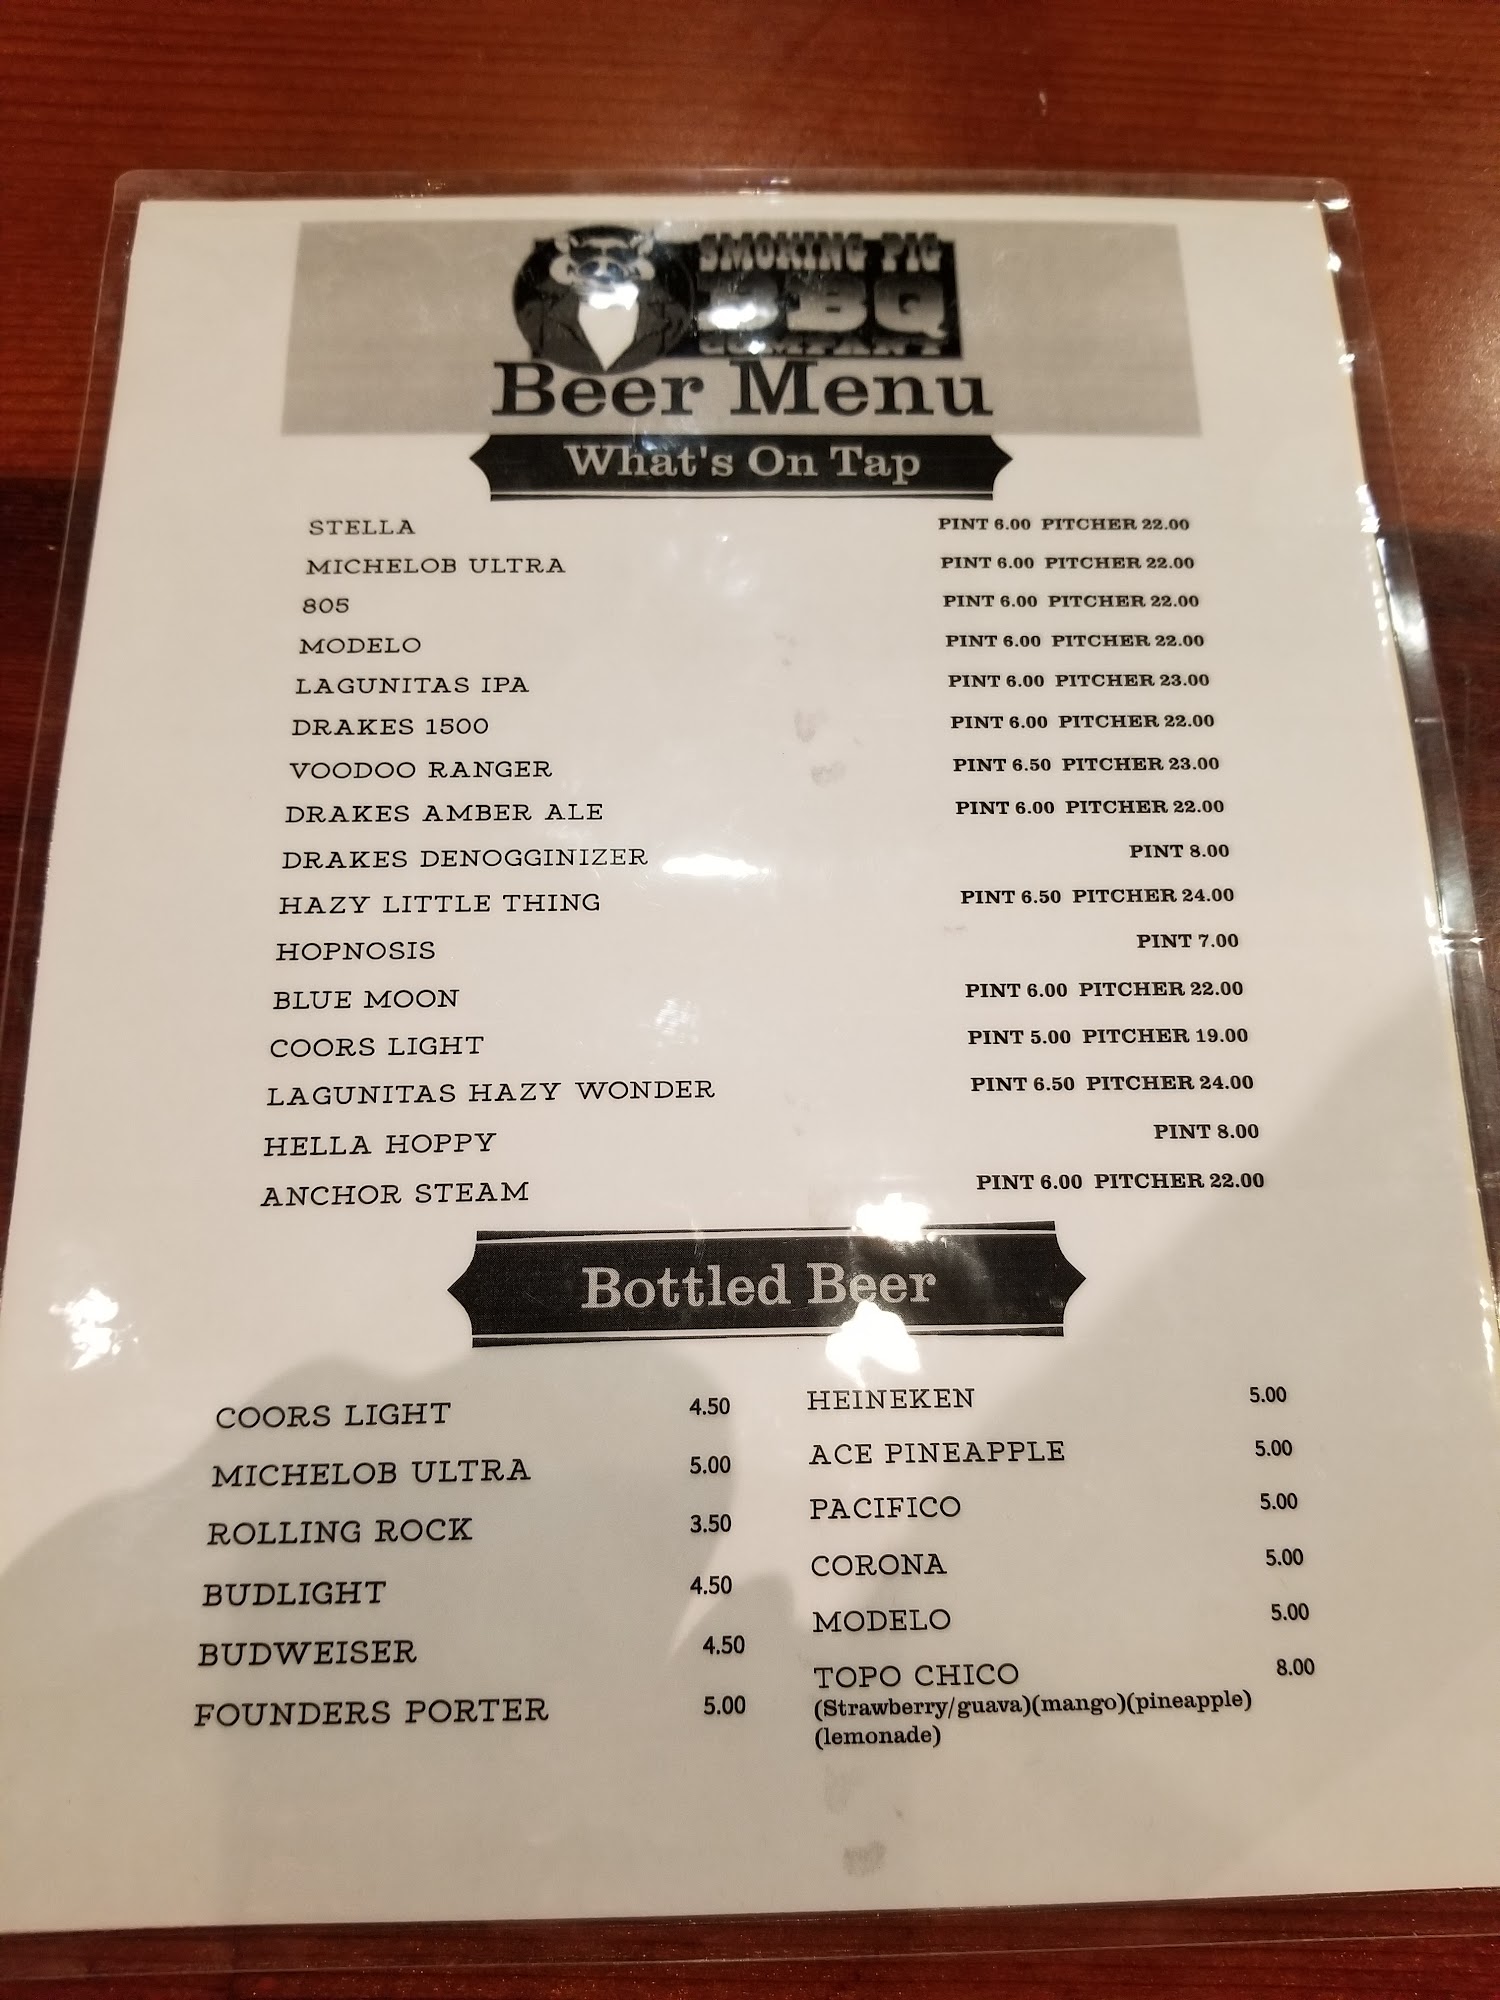 SMOKING PIG
BBQ
COMPANY
Beer Menu
What's On Tap
STELLA PINT 6.00 PITCHER 22.00
MICHELOB ULTRA PINT 6.00 PITCHER 22.00
805 PINT 6.00 PITCHER 22.00
MODELO PINT 6.00 PITCHER 22.00
LAGUNITAS IPA PINT 6.00 PITCHER 23.00
DRAKES 1500 PINT 6.00 PITCHER 22.00
VOODOO RANGER PINT 6.50 PITCHER 23.00
DRAKES AMBER ALE PINT 6.00 PITCHER 22.00
DRAKES DENOGGINIZER PINT 8.00
HAZY LITTLE THING PINT 6.50 PITCHER 24.00
HOPNOSIS PINT 7.00
BLUE MOON PINT 6.00 PITCHER 22.00
COORS LIGHT PINT 5.00 PITCHER 19.00
LAGUNITAS HAZY WONDER PINT 6.50 PITCHER 24.00
HELLA HOPPY PINT 8.00
ANCHOR STEAM PINT 6.00 PITCHER 22.00
Bottled Beer
COORS LIGHT 4.50
MICHELOB ULTRA 5.00
ROLLING ROCK 3.50
BUDLIGHT 4.50
BUDWEISER 4.50
FOUNDERS PORTER 5.00
HEINEKEN 5.00
ACE PINEAPPLE 5.00
PACIFICO 5.00
CORONA 5.00
MODELO 5.00
TOPO CHICO 8.00
(Strawberry/guava)(mango)(pineapple)
(lemonade)